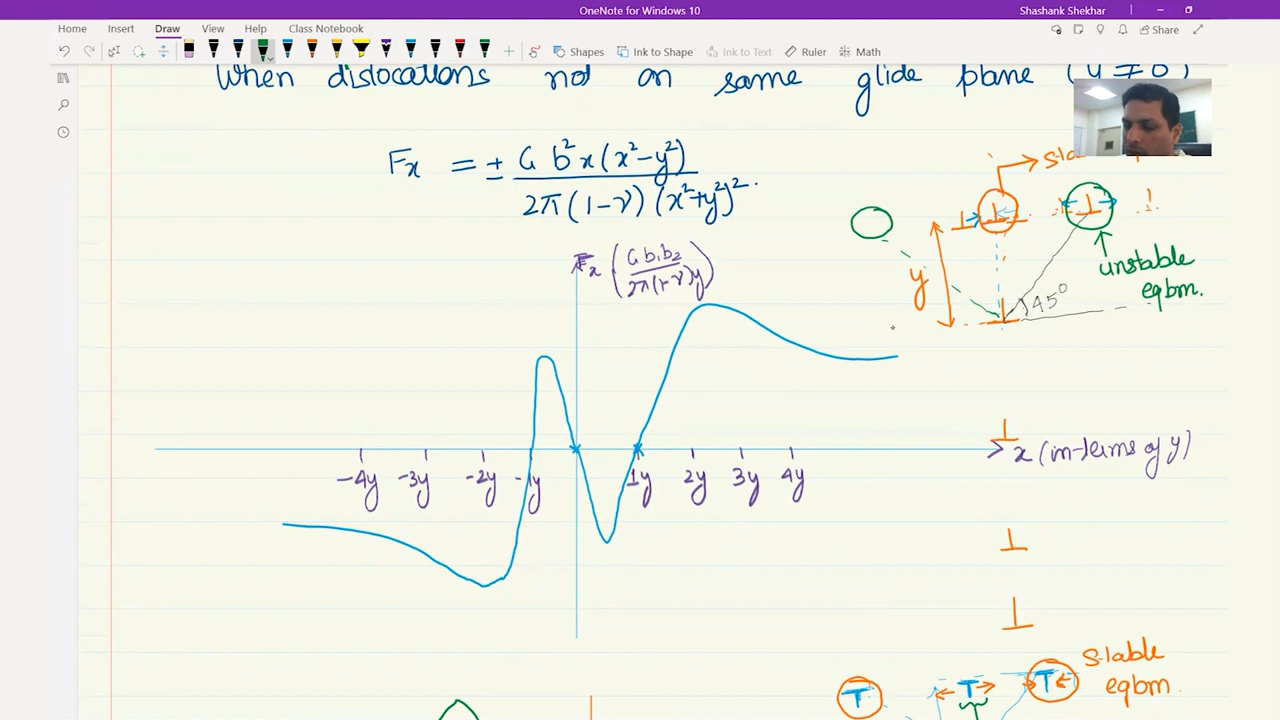 OneNote for Windows 10
Shashank Shekhar
Home Insert Draw View Help Class Notebook
Shapes Ink to Shape Ink to Text Ruler Math Share
When dislocations not on same glide plane (y ≠ 0)
Fx = ± G b² x (x² - y²)
2π (1-ν) (x² + y²)².
Fx (G b₁ b₂
2π(1-ν)y)
y
45°
unstable
eqbm.
-4y -3y -2y -1y 1y 2y 3y 4y
x (in-terms of y)
⊥
⊥
⊥
Stable
eqbm.
T T T